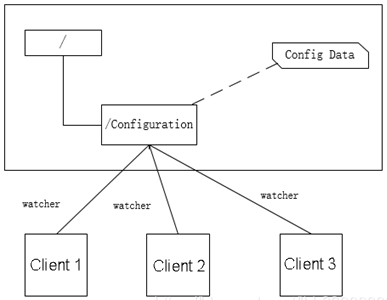 /
Config Data
/Configuration
watcher
watcher
watcher
Client 1
Client 2
Client 3